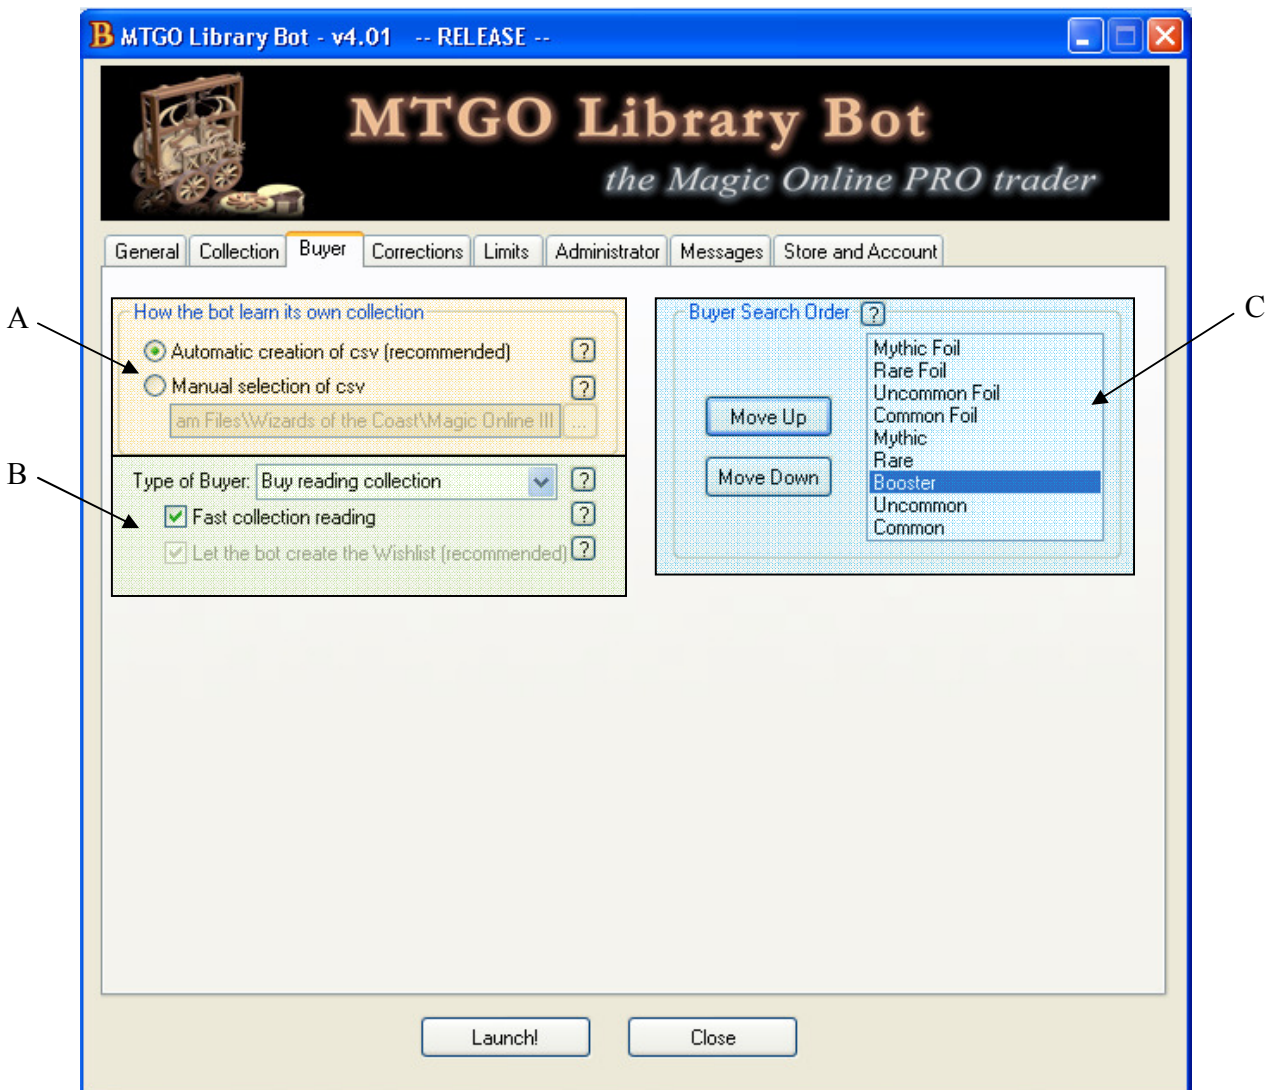 B MTGO Library Bot - v4.01 -- RELEASE --
MTGO Library Bot
the Magic Online PRO trader
General Collection Buyer Corrections Limits Administrator Messages Store and Account
A
How the bot learn its own collection
Automatic creation of csv (recommended) ?
Manual selection of csv ?
am Files\Wizards of the Coast\Magic Online III ...
B
Type of Buyer: Buy reading collection ?
Fast collection reading ?
Let the bot create the Wishlist (recommended) ?
C
Buyer Search Order ?
Move Up
Move Down
Mythic Foil
Rare Foil
Uncommon Foil
Common Foil
Mythic
Rare
Booster
Uncommon
Common
Launch! Close